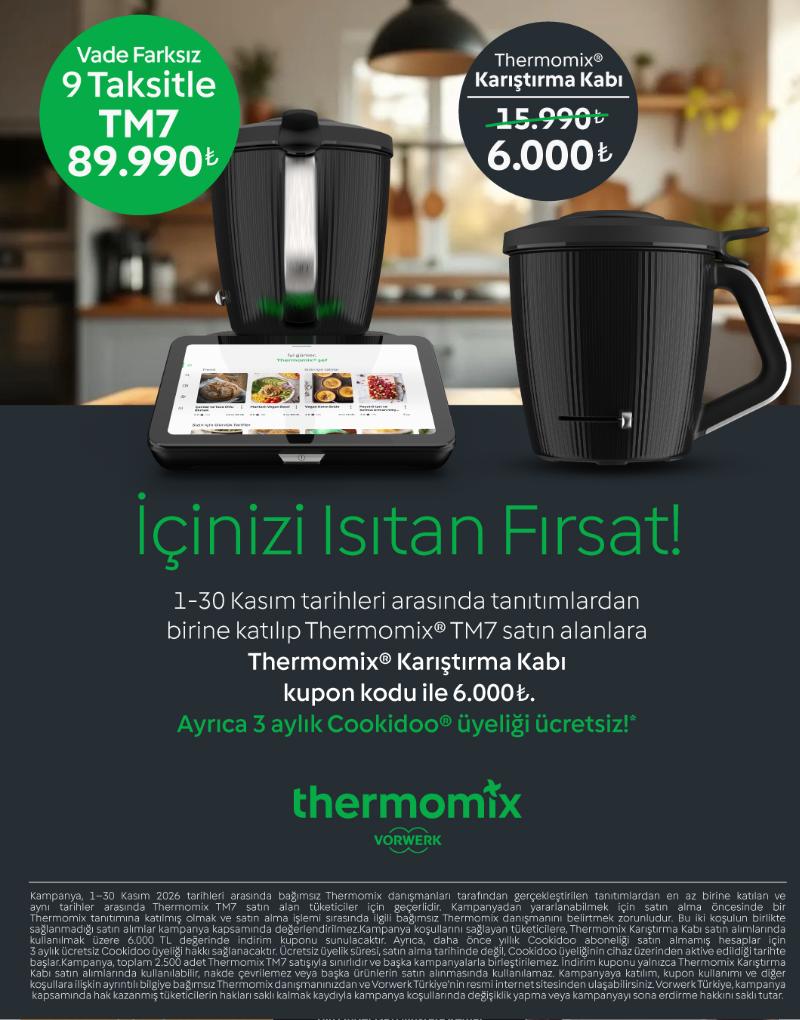 Vade Farksız
9 Taksitle
TM7
89.990₺
Thermomix®
Karıştırma Kabı
15.990₺
6.000₺
İyi günler,
Thermomix® şef
İçinizi Isıtan Fırsat!
1-30 Kasım tarihleri arasında tanıtımlardan
birine katılıp Thermomix® TM7 satın alanlara
Thermomix® Karıştırma Kabı
kupon kodu ile 6.000₺.
Ayrıca 3 aylık Cookidoo® üyeliği ücretsiz!*
thermomix
VORWERK
Kampanya, 1–30 Kasım 2026 tarihleri arasında bağımsız Thermomix danışmanları tarafından gerçekleştirilen tanıtımlardan en az birine katılan ve
aynı tarihler arasında Thermomix TM7 satın alan tüketiciler için geçerlidir. Kampanyadan yararlanabilmek için satın alma öncesinde bir
Thermomix tanıtımına katılmış olmak ve satın alma işlemi sırasında ilgili bağımsız Thermomix danışmanını belirtmek zorunludur. Bu iki koşulun birlikte
sağlanmadığı satın alımlar kampanya kapsamında değerlendirilmez.Kampanya koşullarını sağlayan tüketicilere, Thermomix Karıştırma Kabı satın alımlarında
kullanılmak üzere 6.000 TL değerinde indirim kuponu sunulacaktır. Ayrıca, daha önce yıllık Cookidoo aboneliği satın almamış hesaplar için
3 aylık ücretsiz Cookidoo üyeliği hakkı sağlanacaktır. Ücretsiz üyelik süresi, satın alma tarihinde değil, Cookidoo üyeliğinin cihaz üzerinden aktive edildiği tarihte
başlar.Kampanya, toplam 2.500 adet Thermomix TM7 satışıyla sınırlıdır ve başka kampanyalarla birleştirilemez. İndirim kuponu yalnızca Thermomix Karıştırma
Kabı satın alımlarında kullanılabilir, nakde çevrilemez veya başka ürünlerin satın alınmasında kullanılamaz. Kampanyaya katılım, kupon kullanımı ve diğer
koşullara ilişkin ayrıntılı bilgiye bağımsız Thermomix danışmanınızdan ve Vorwerk Türkiye'nin resmi internet sitesinden ulaşabilirsiniz. Vorwerk Türkiye, kampanya
kapsamında hak kazanmış tüketicilerin hakları saklı kalmak kaydıyla kampanya koşullarında değişiklik yapma veya kampanyayı sona erdirme hakkını saklı tutar.